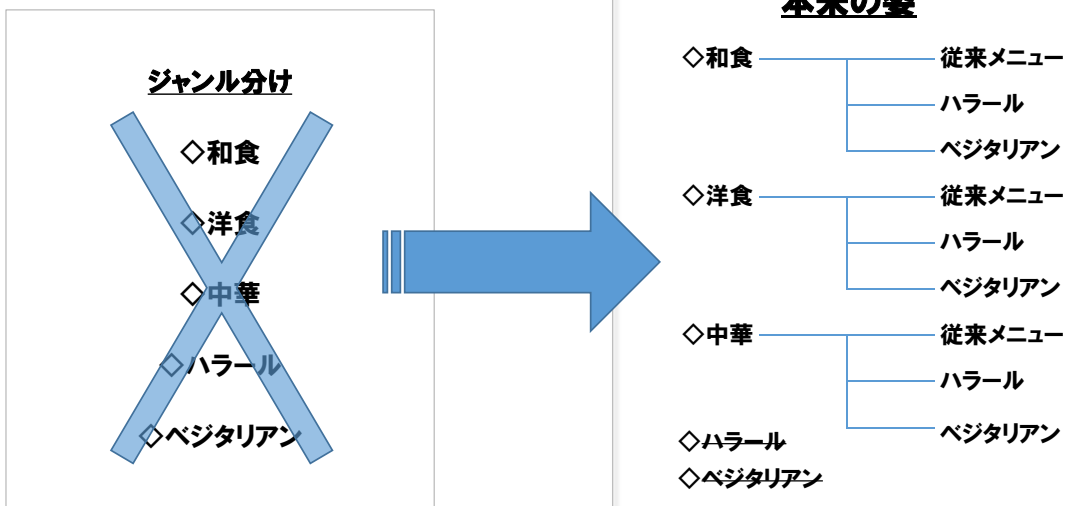 ジャンル分け
◇和食
◇洋食
◇中華
◇ハラール
◇ベジタリアン
本来の姿
◇和食
従来メニュー
ハラール
ベジタリアン
◇洋食
従来メニュー
ハラール
ベジタリアン
◇中華
従来メニュー
ハラール
ベジタリアン
◇ハラール
◇ベジタリアン